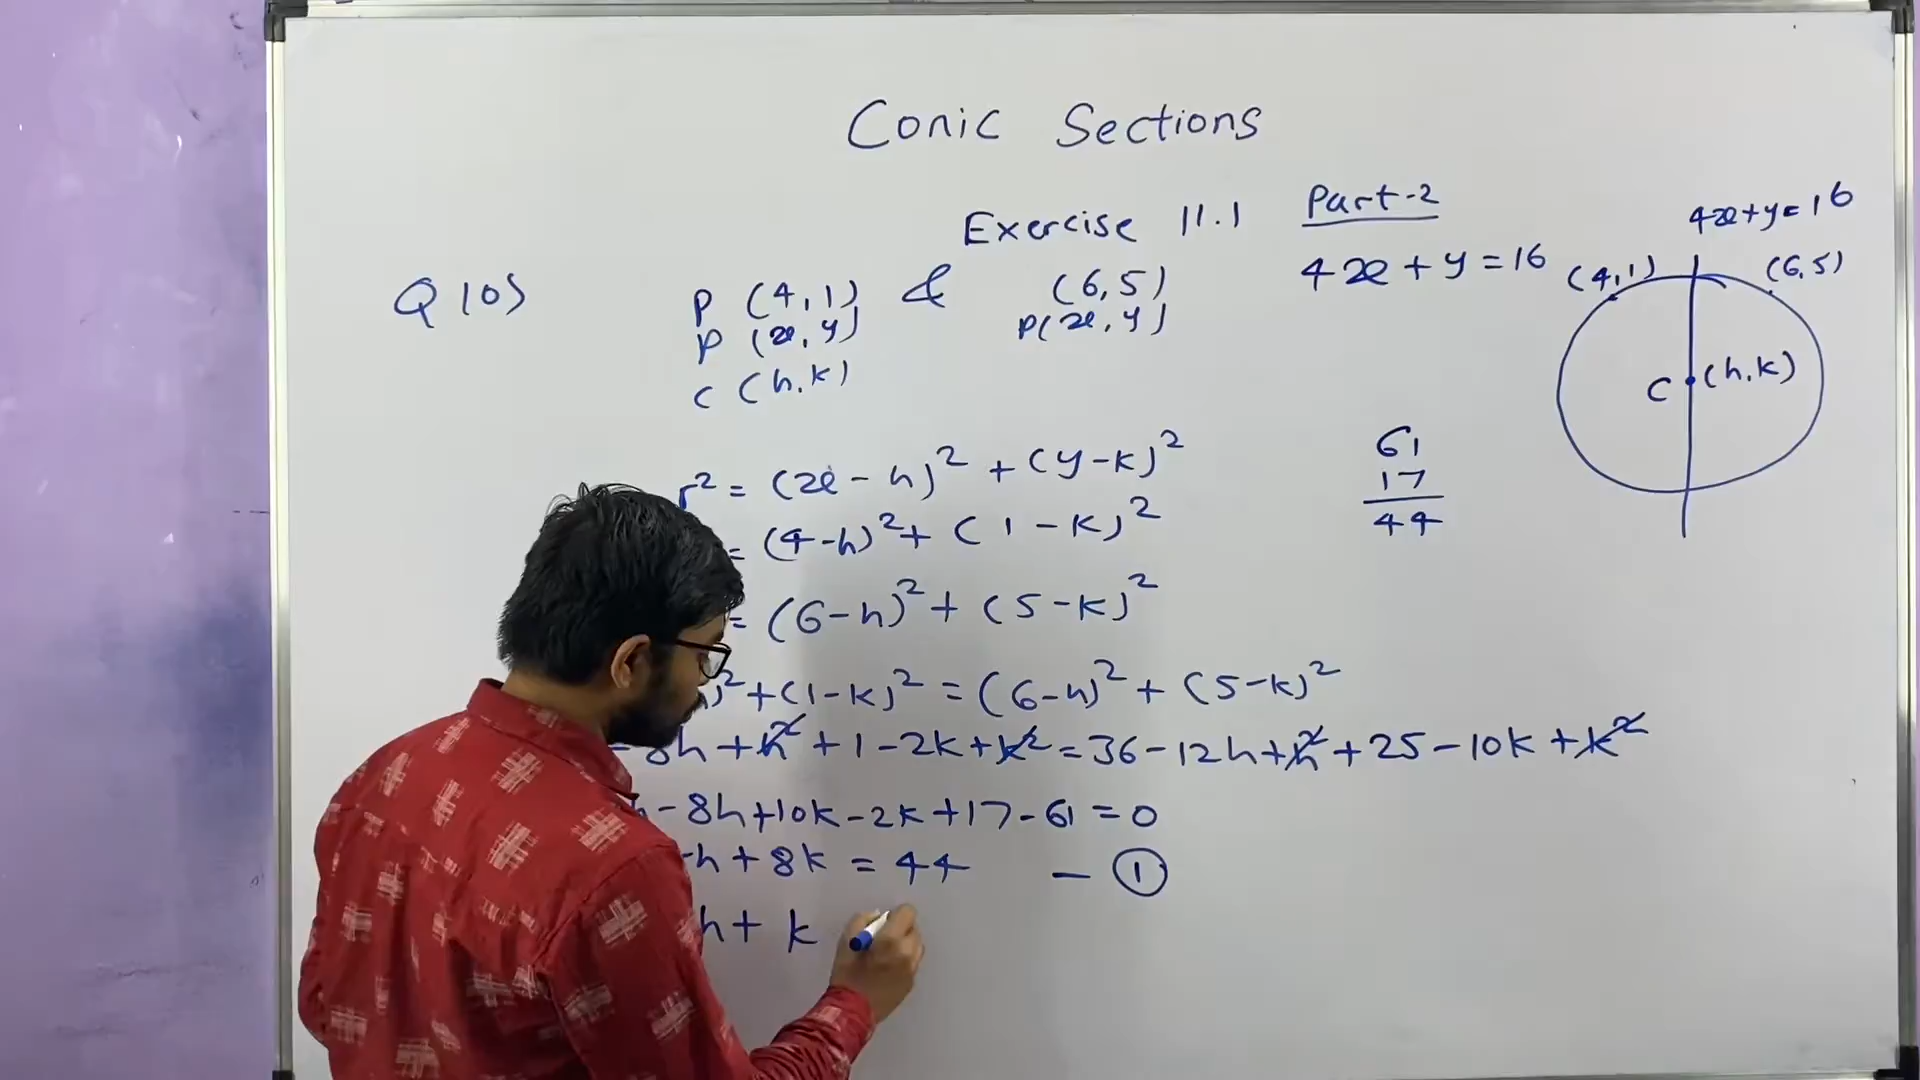 Conic Sections
Exercise 11.1 Part-2
Q 10)
P (4, 1) & (6, 5) 4x + y = 16
P (x, y) P(x, y)
C (h, k)
4x+y=16
(4, 1) (6, 5)
C (h, k)
r² = (x - h)² + (y - k)²
= (4 - h)² + (1 - k)²
= (6 - h)² + (5 - k)²
)² + (1 - k)² = (6 - h)² + (5 - k)²
- 8h + h² + 1 - 2k + k² = 36 - 12h + h² + 25 - 10k + k²
- 8h + 10k - 2k + 17 - 61 = 0
h + 8k = 44 - ①
h + k
61
17
44